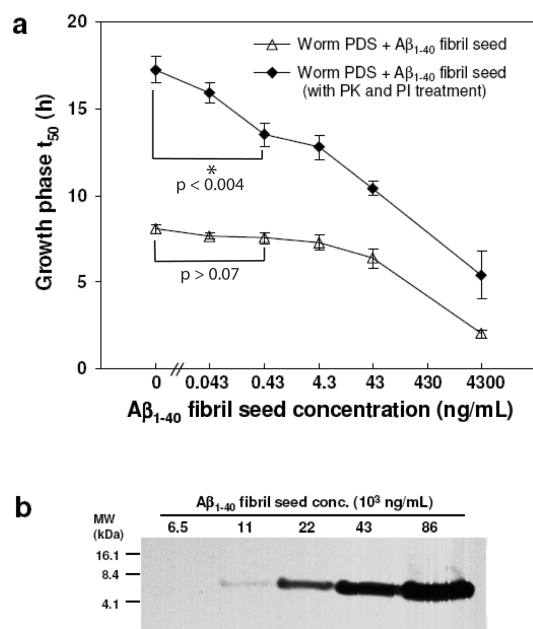 a
Worm PDS + Aβ1-40 fibril seed
Worm PDS + Aβ1-40 fibril seed
(with PK and PI treatment)
Growth phase t50 (h)
20
15
10
5
0
*
p < 0.004
p > 0.07
0 0.043 0.43 4.3 43 430 4300
Aβ1-40 fibril seed concentration (ng/mL)
b
Aβ1-40 fibril seed conc. (10³ ng/mL)
MW
(kDa)
6.5 11 22 43 86
16.1
8.4
4.1